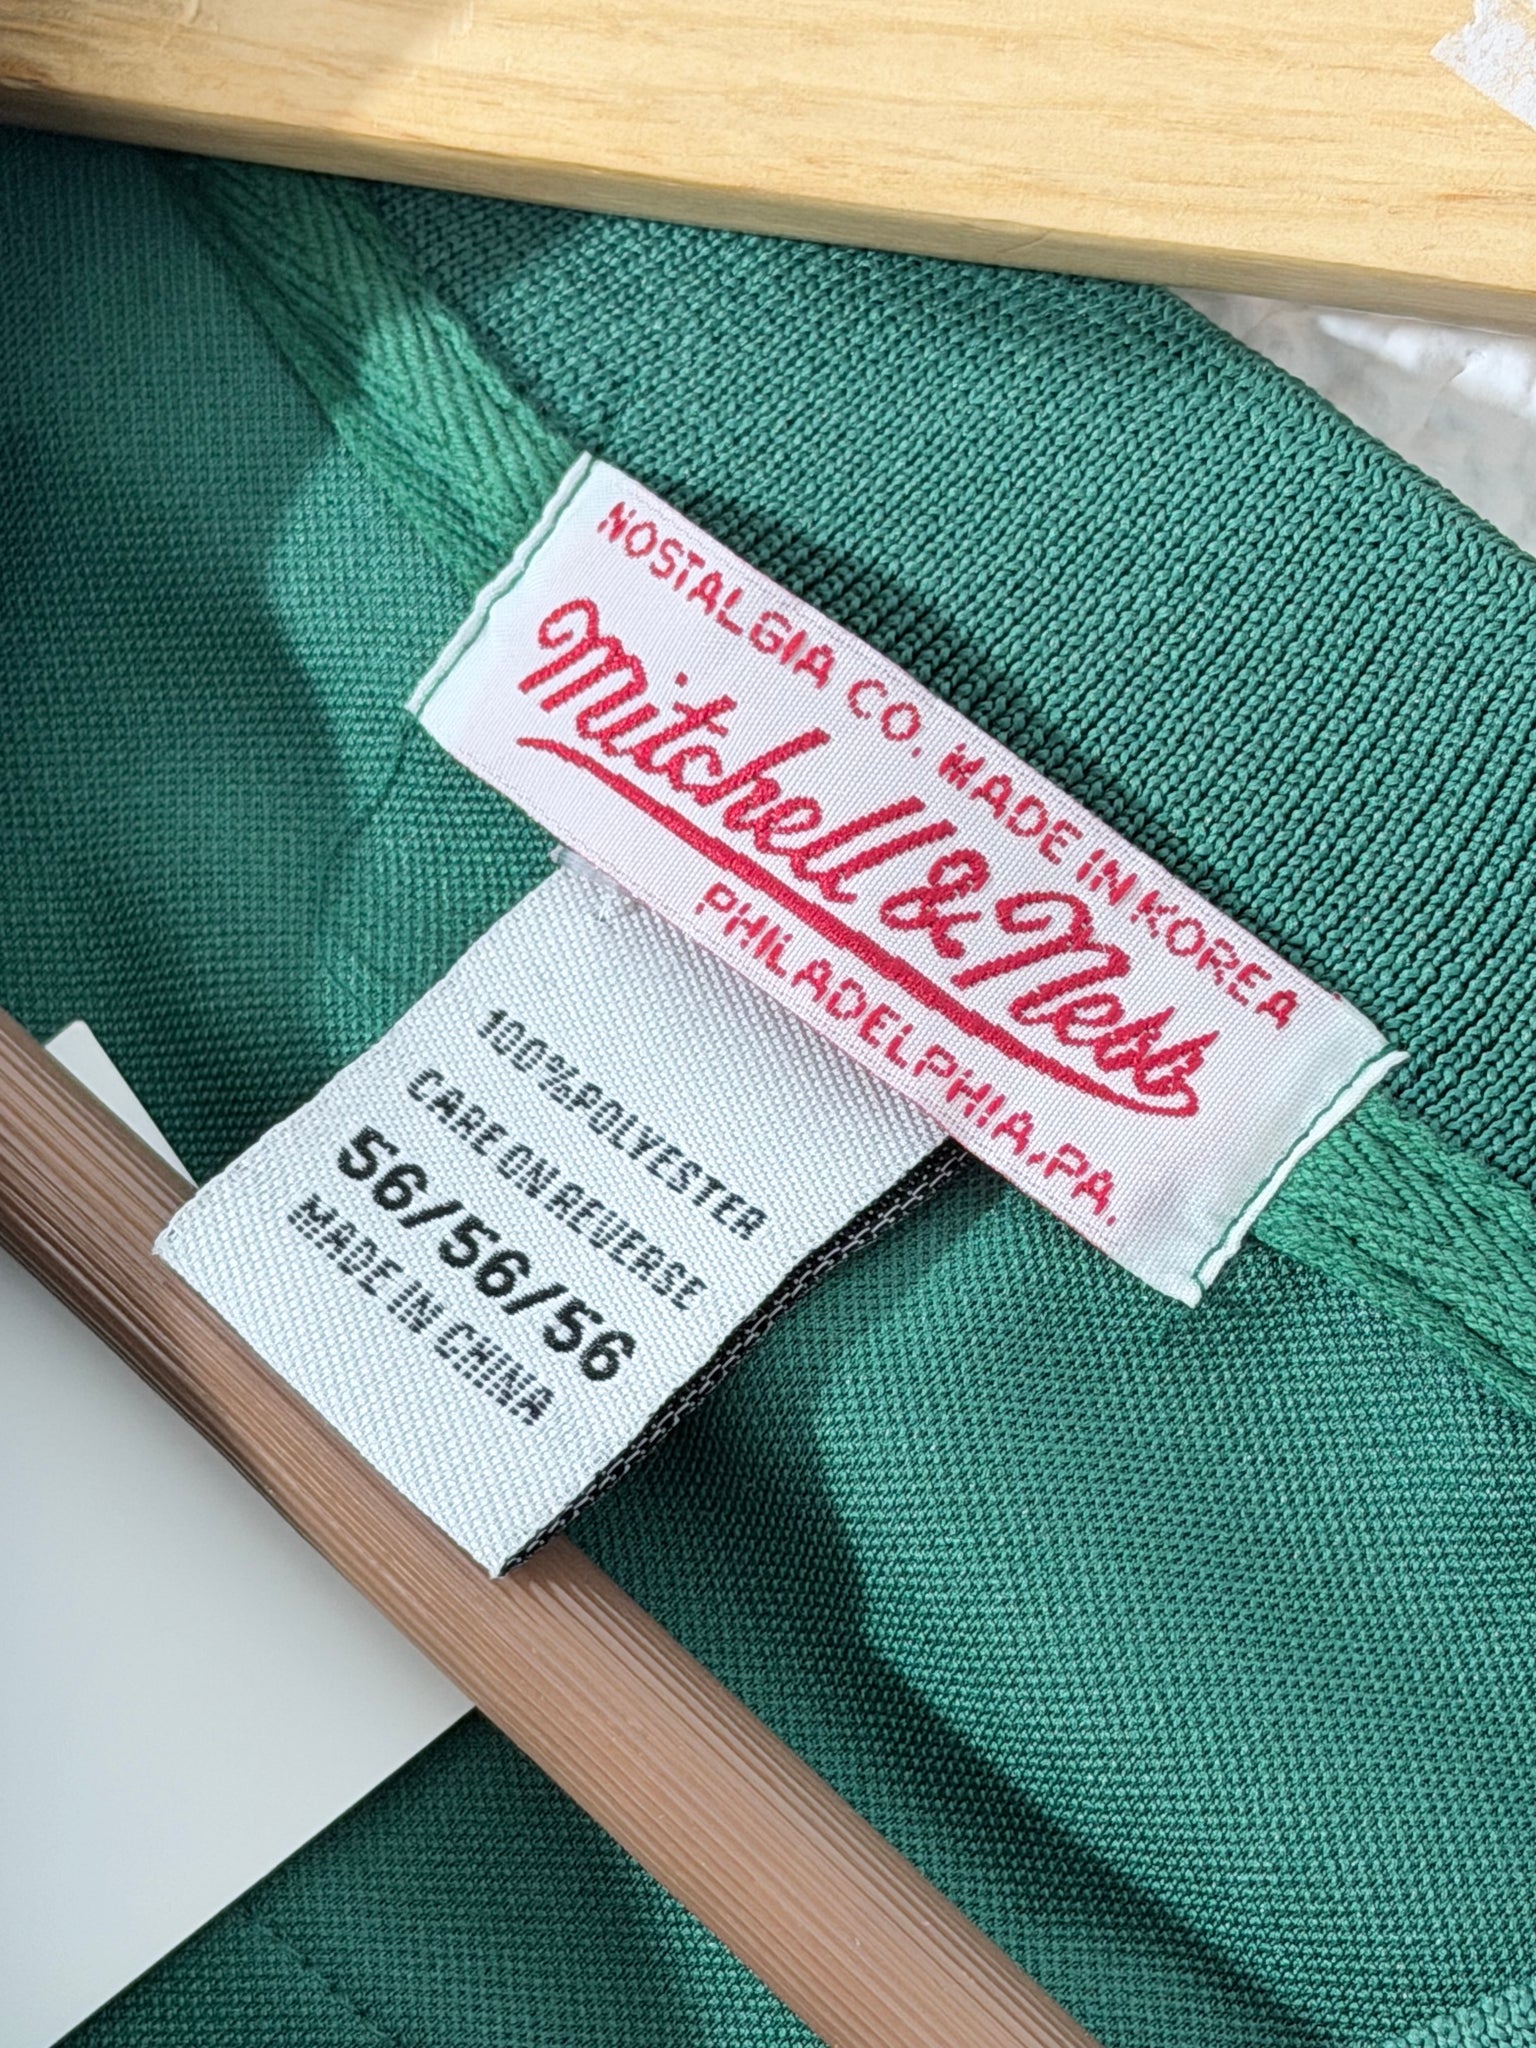 NOSTALGIA CO. MADE IN KOREA
Mitchell & Ness
PHILADELPHIA, PA.
100%POLYESTER
CARE ON REVERSE
56/56/56
MADE IN CHINA